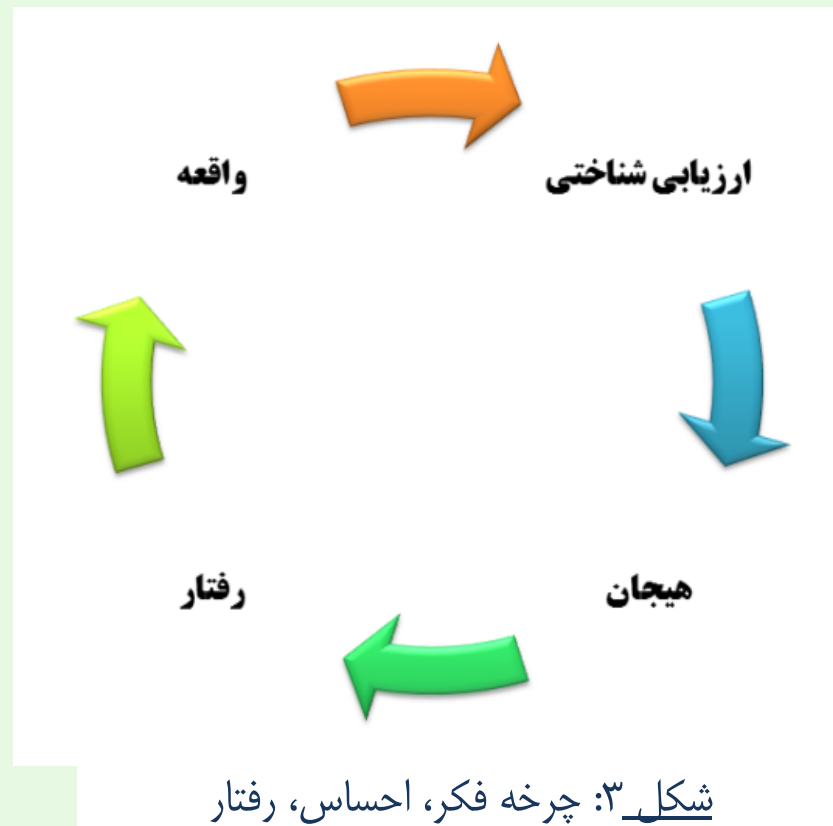 ارزیابی شناختی
واقعه
هیجان
رفتار
شکل ۳: چرخه فکر، احساس، رفتار